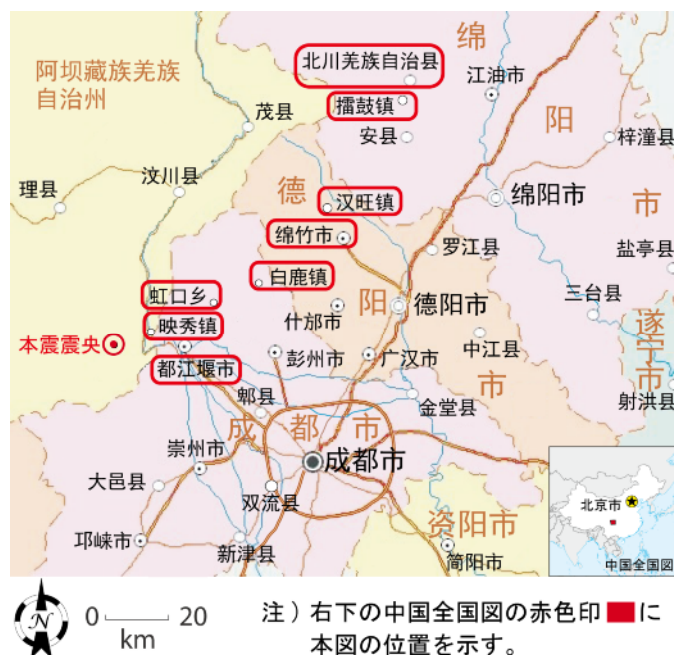 北川羌族自治县
绵
江油市
阿坝藏族羌族
自治州
擂鼓镇
茂县
安县
阳
梓潼县
理县
汶川县
德
汉旺镇
绵阳市
市
绵竹市
罗江县
盐亭县
白鹿镇
虹口乡
阳
德阳市
三台县
映秀镇
什邡市
遂宁市
本震震央
都江堰市
彭州市
广汉市
中江县
市
射洪县
郫县
金堂县
成都市
崇州市
成都市
大邑县
双流县
资阳市
北京市
邛崃市
新津县
简阳市
中国全国図
N
0 20
km
注）右下の中国全国図の赤色印 に
本図の位置を示す。